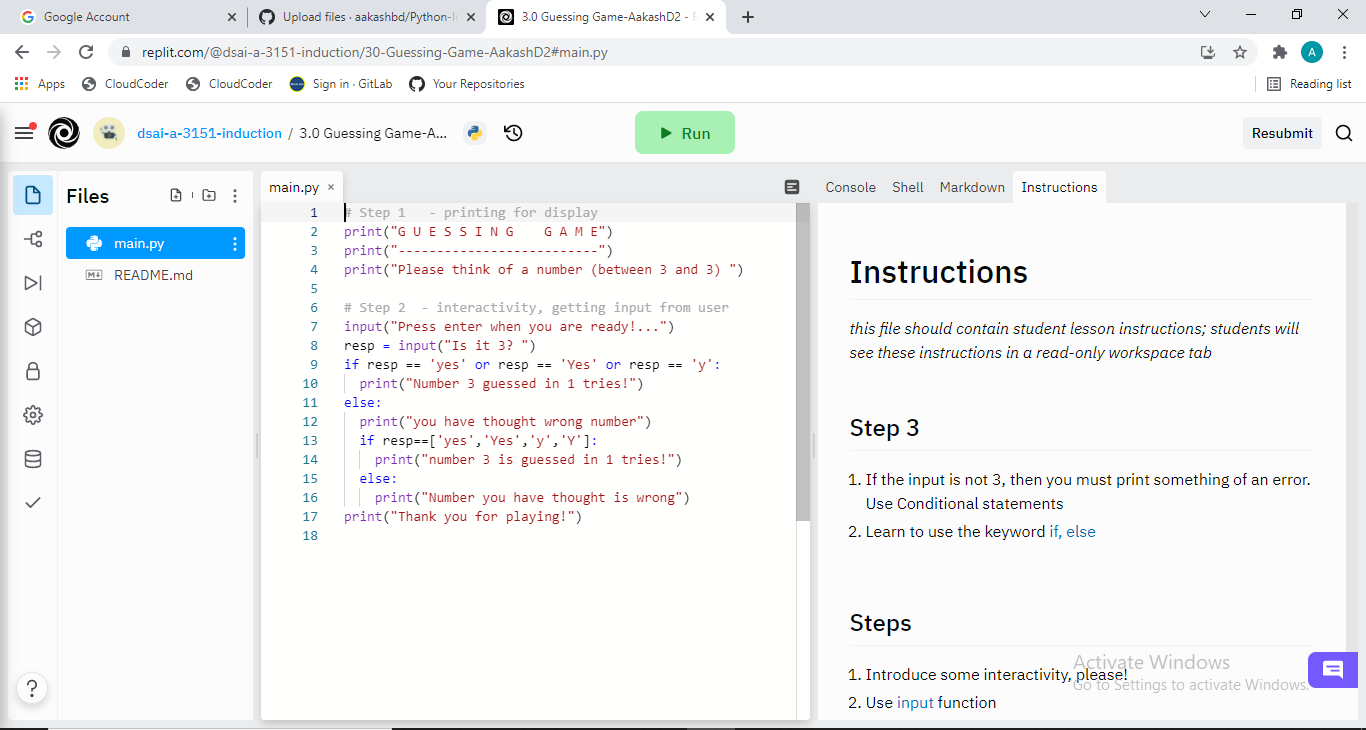 Google Account
Upload files · aakashbd/Python-I
3.0 Guessing Game-AakashD2 -
replit.com/@dsai-a-3151-induction/30-Guessing-Game-AakashD2#main.py
A
Apps
CloudCoder
CloudCoder
Sign in · GitLab
Your Repositories
Reading list
dsai-a-3151-induction / 3.0 Guessing Game-A...
Run
Resubmit
Files
main.py
README.md
main.py
Console Shell Markdown Instructions
1 # Step 1   - printing for display
2 print("G U E S S I N G    G A M E")
3 print("--------------------------")
4 print("Please think of a number (between 3 and 3) ")
5
6 # Step 2  - interactivity, getting input from user
7 input("Press enter when you are ready!...")
8 resp = input("Is it 3? ")
9 if resp == 'yes' or resp == 'Yes' or resp == 'y':
10   print("Number 3 guessed in 1 tries!")
11 else:
12   print("you have thought wrong number")
13   if resp==['yes','Yes','y','Y']:
14     print("number 3 is guessed in 1 tries!")
15   else:
16     print("Number you have thought is wrong")
17 print("Thank you for playing!")
18
Instructions
this file should contain student lesson instructions; students will
see these instructions in a read-only workspace tab
Step 3
1. If the input is not 3, then you must print something of an error.
Use Conditional statements
2. Learn to use the keyword if, else
Steps
1. Introduce some interactivity, please!
2. Use input function
Activate Windows
Go to Settings to activate Windows.
?